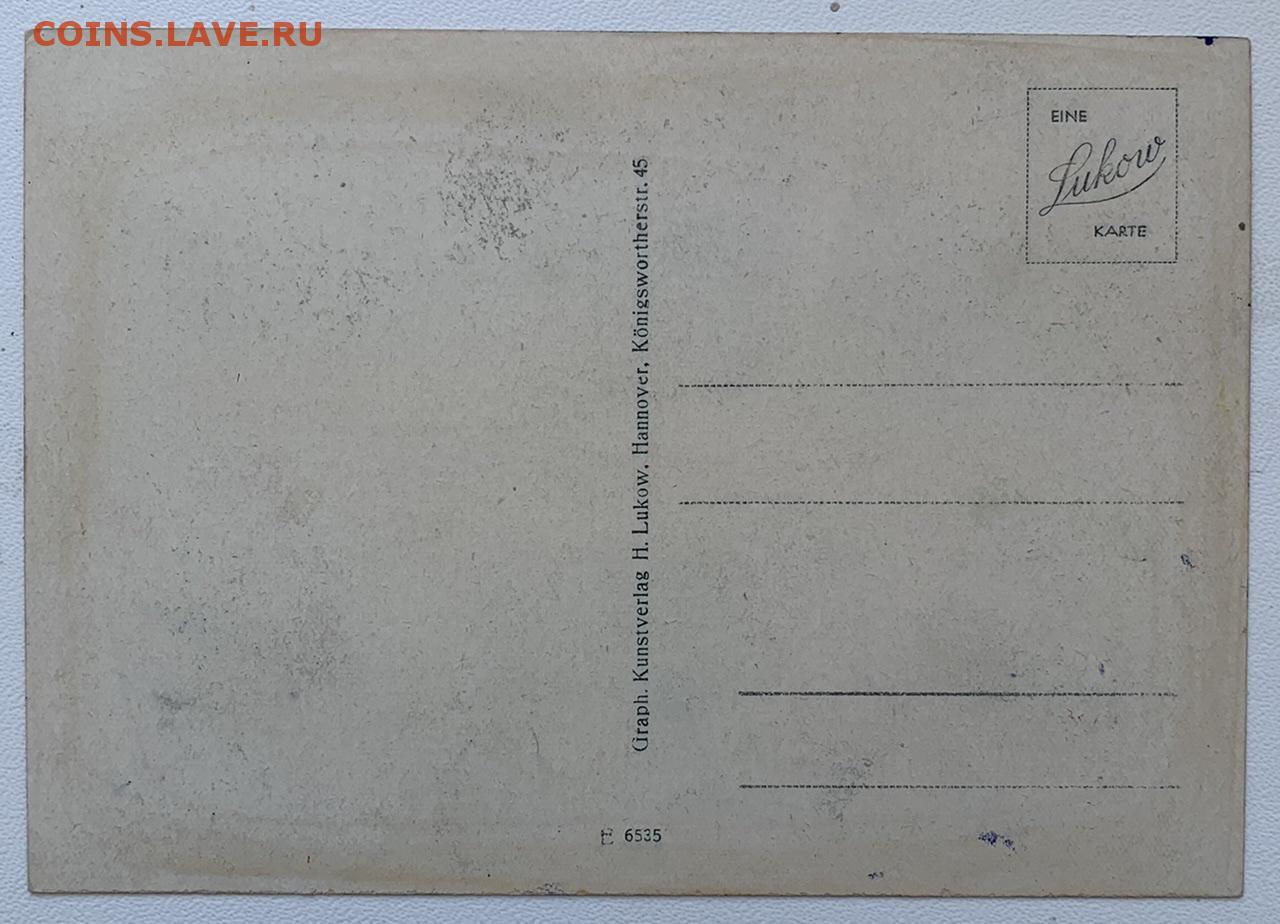 COINS.LAVE.RU
EINE
Lukow
KARTE
Graph. Kunstverlag H. Lukow, Hannover, Königswortherstr. 45
E 6535